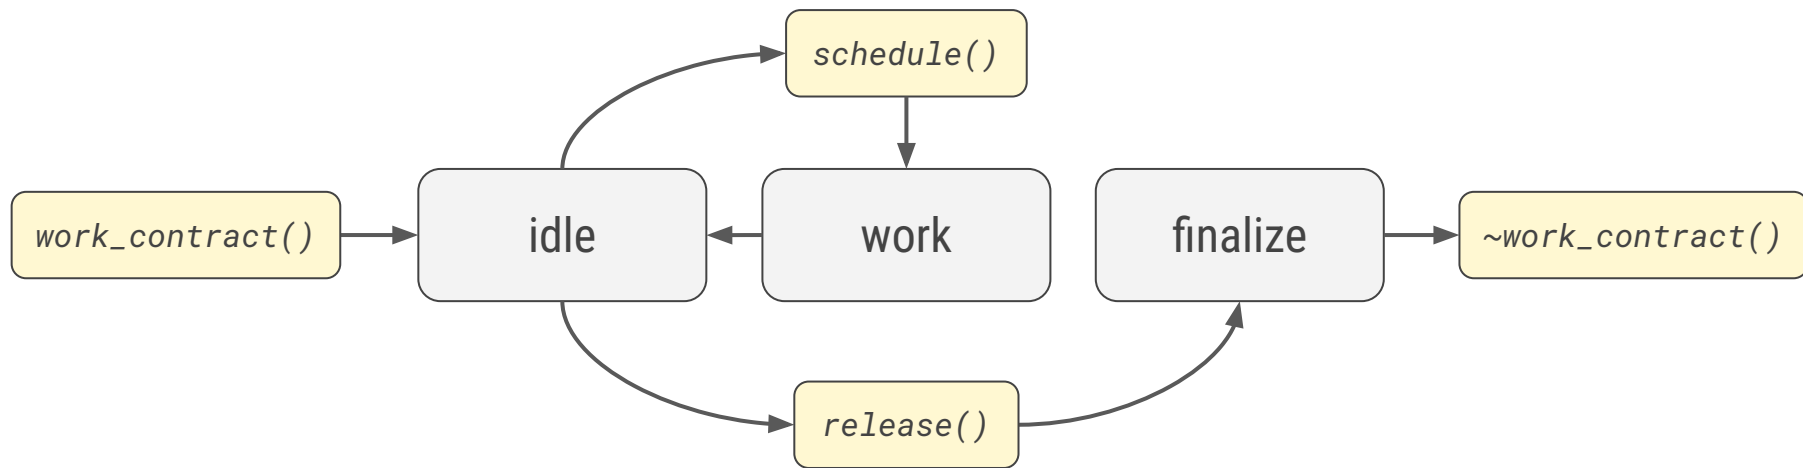 schedule()
work_contract()
idle
work
finalize
~work_contract()
release()